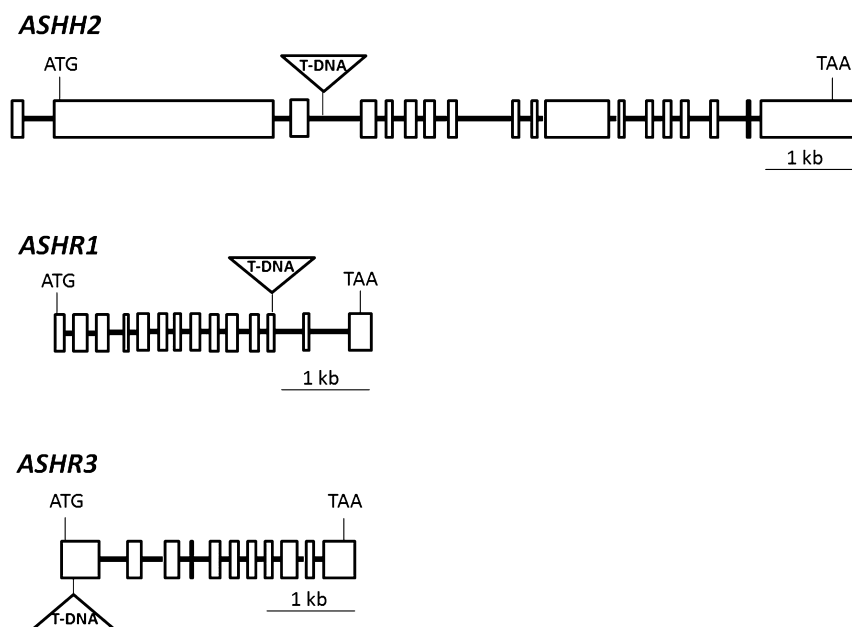 ASHH2
ATG T-DNA TAA
1 kb
ASHR1
ATG T-DNA TAA
1 kb
ASHR3
ATG TAA
1 kb
T-DNA